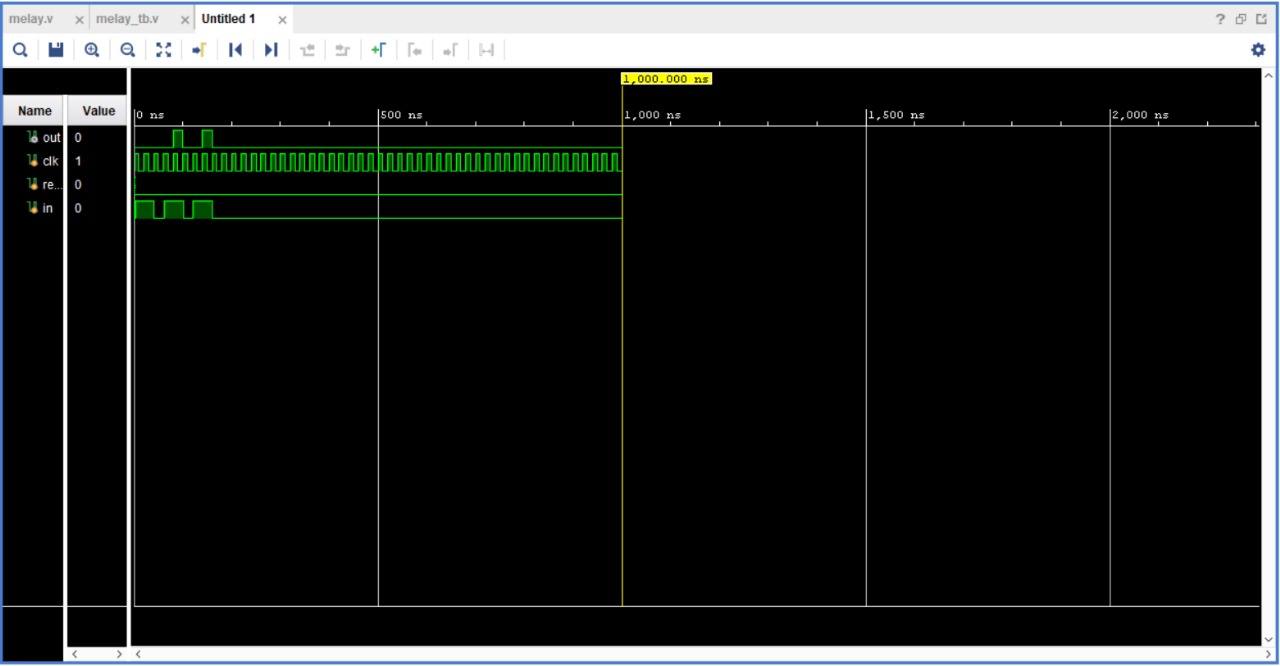 melay.v × melay_tb.v × Untitled 1 ×
?
1,000.000 ns
Name Value
0 ns 500 ns 1,000 ns 1,500 ns 2,000 ns
out 0
clk 1
re... 0
in 0